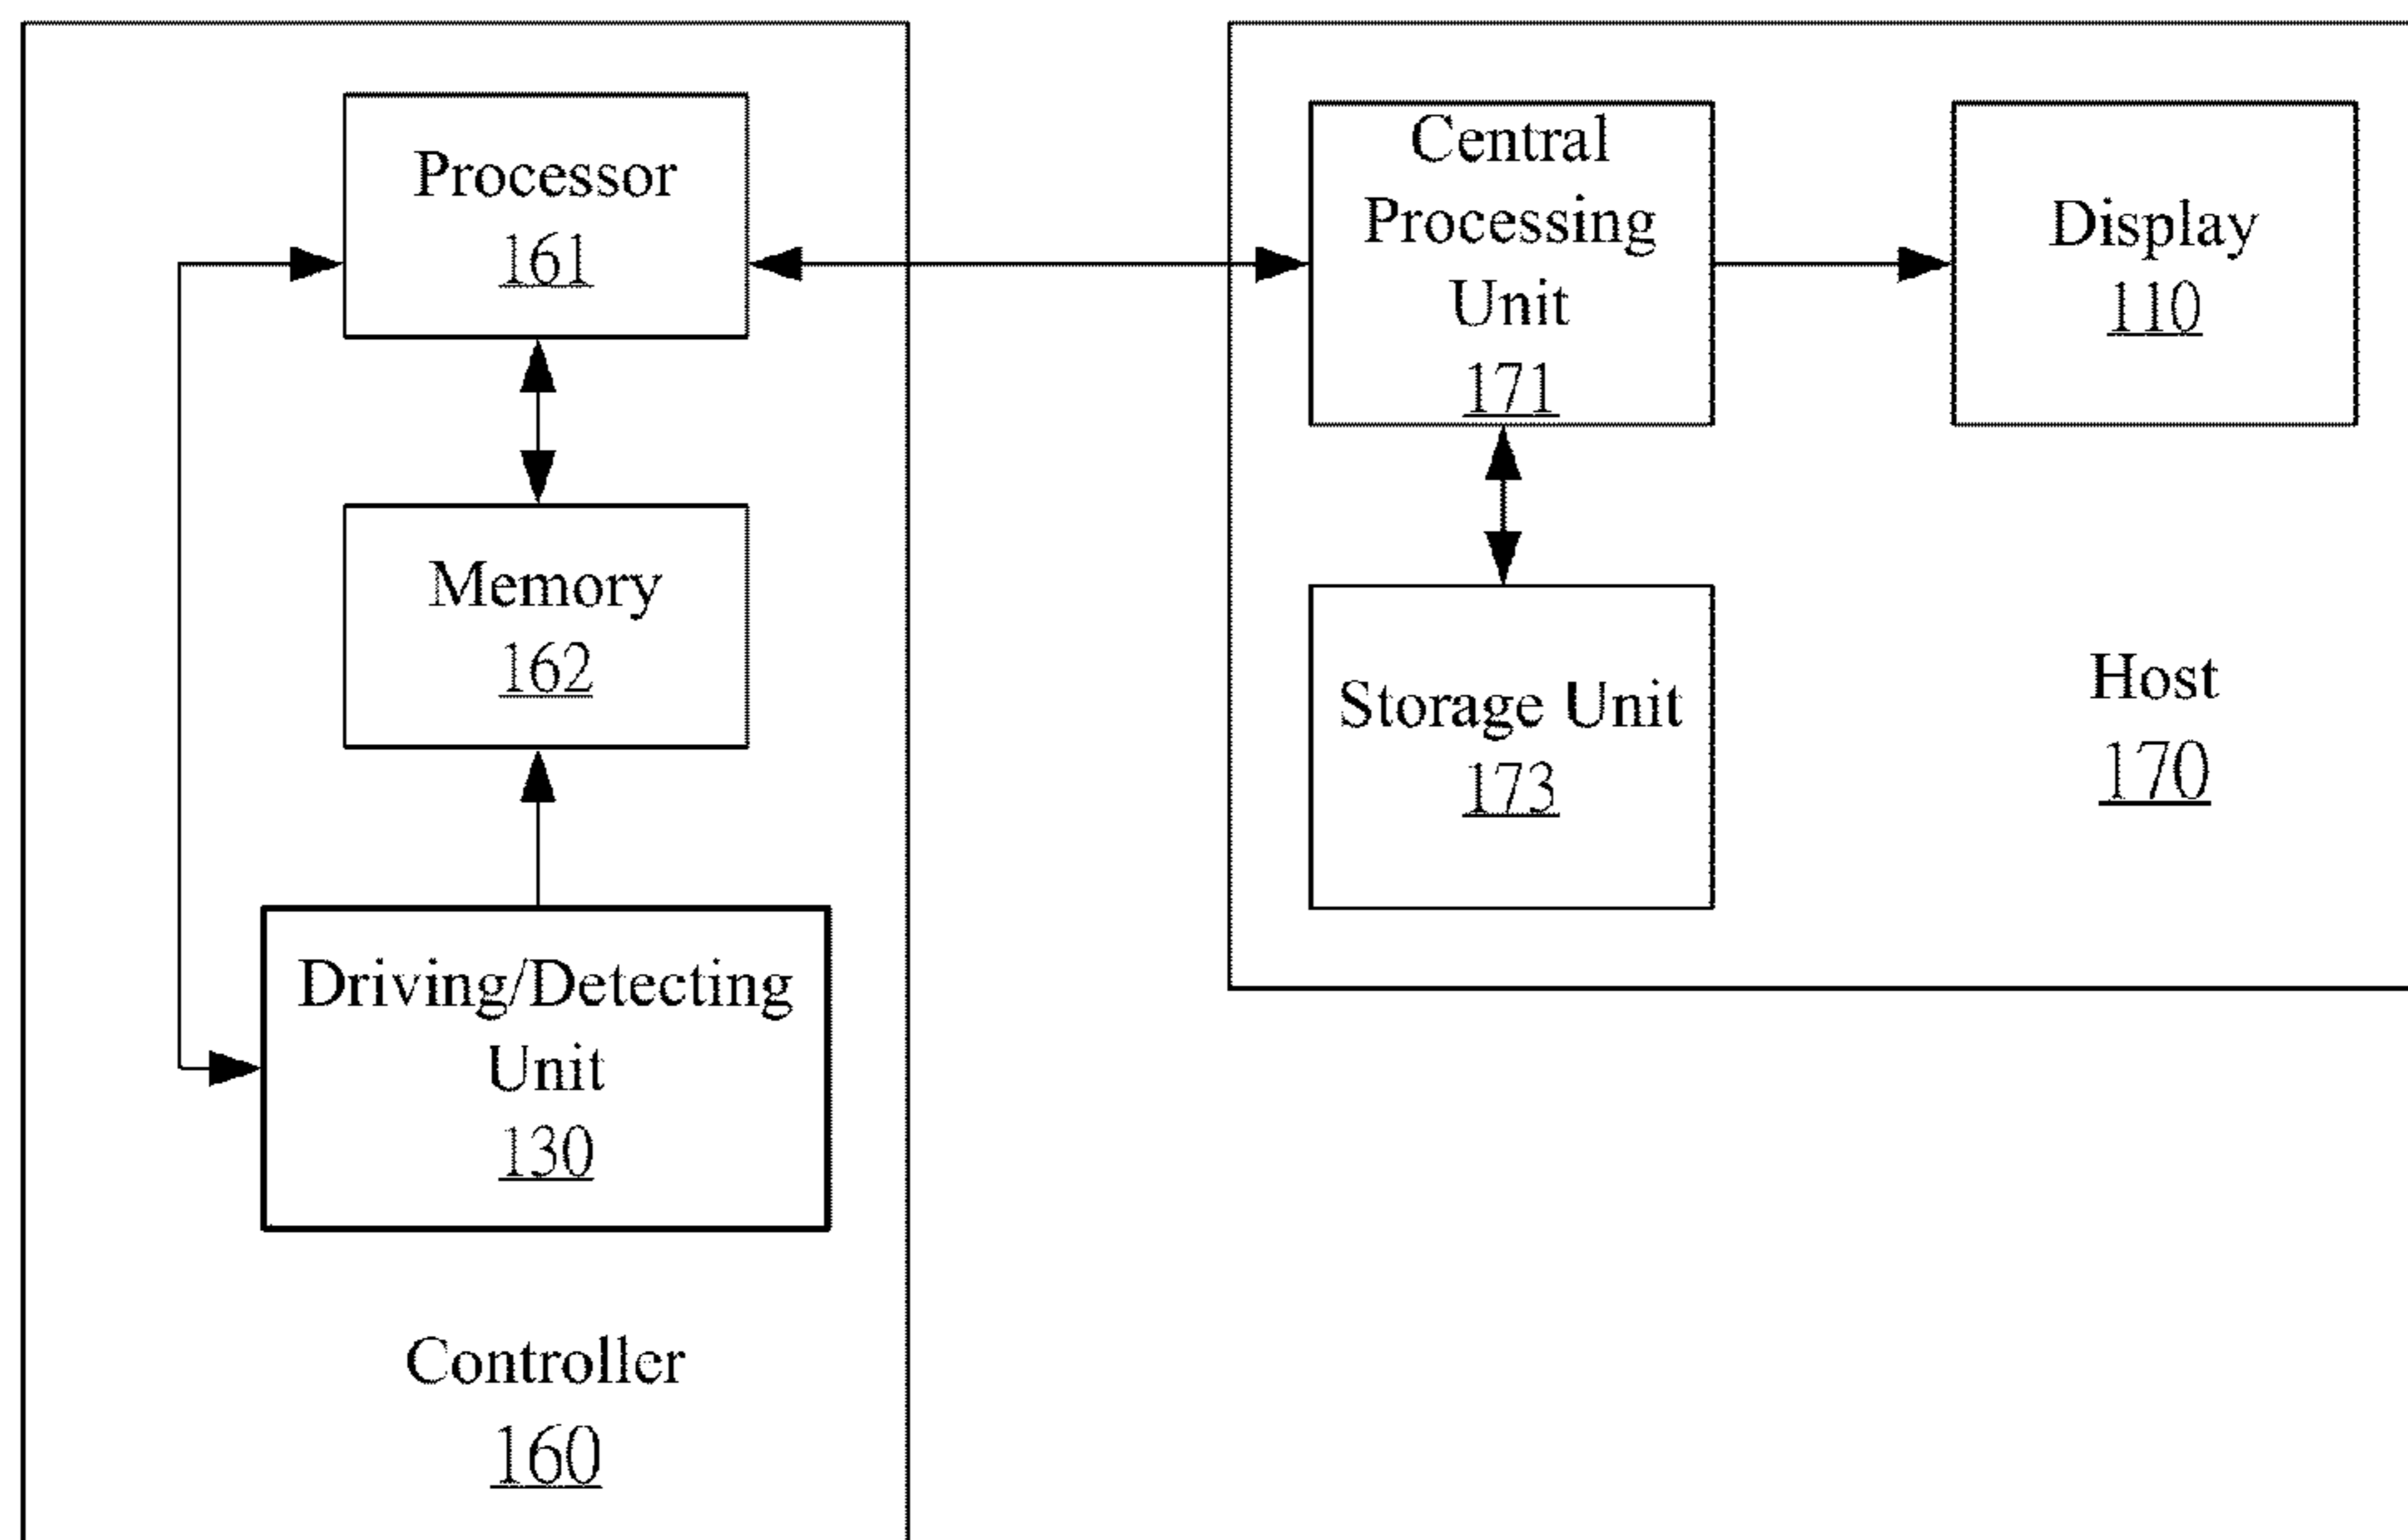 Processor
161
Memory
162
Driving/Detecting
Unit
130
Controller
160
Central
Processing
Unit
171
Display
110
Storage Unit
173
Host
170